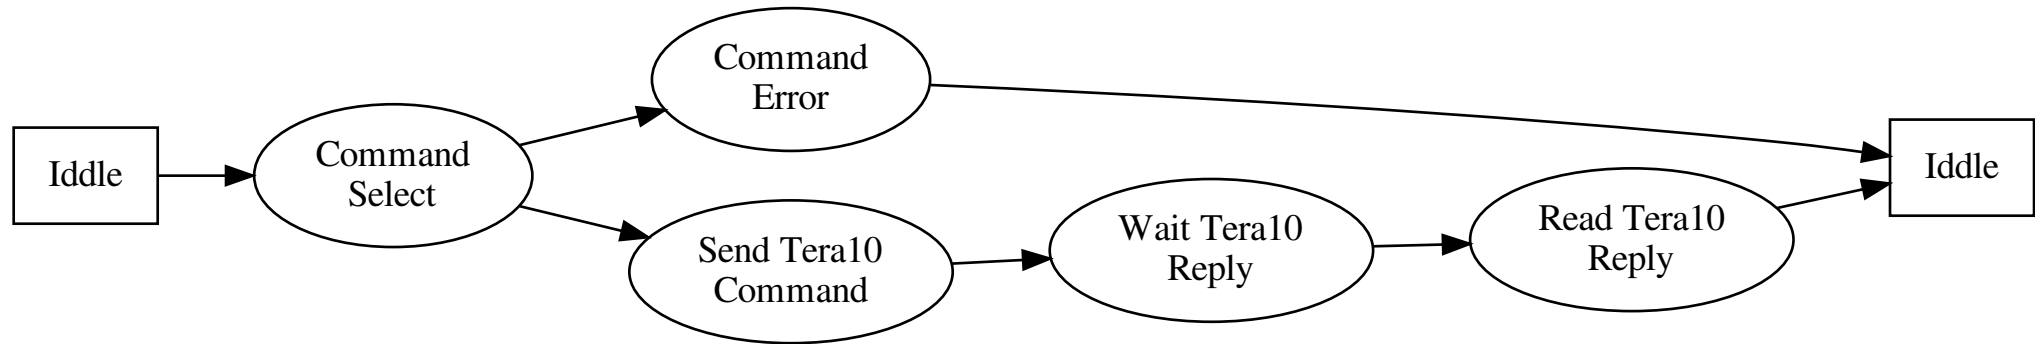 Iddle
Command
Select
Command
Error
Send Tera10
Command
Wait Tera10
Reply
Read Tera10
Reply
Iddle